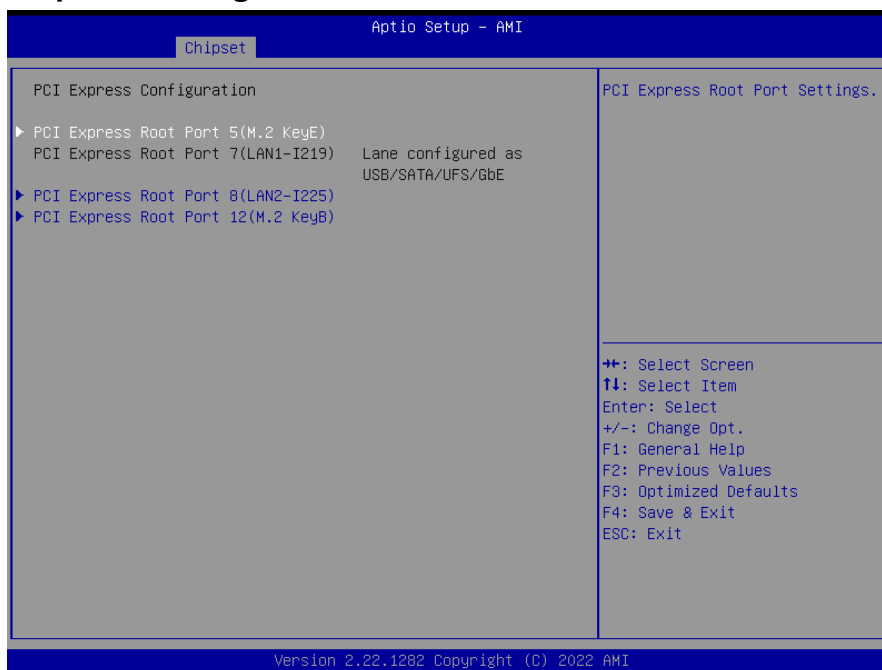 Aptio Setup – AMI
Chipset
PCI Express Configuration
PCI Express Root Port 5(M.2 KeyE)
PCI Express Root Port 7(LAN1-I219) Lane configured as
USB/SATA/UFS/GbE
PCI Express Root Port 8(LAN2-I225)
PCI Express Root Port 12(M.2 KeyB)
PCI Express Root Port Settings.
→←: Select Screen
↑↓: Select Item
Enter: Select
+/-: Change Opt.
F1: General Help
F2: Previous Values
F3: Optimized Defaults
F4: Save & Exit
ESC: Exit
Version 2.22.1282 Copyright (C) 2022 AMI